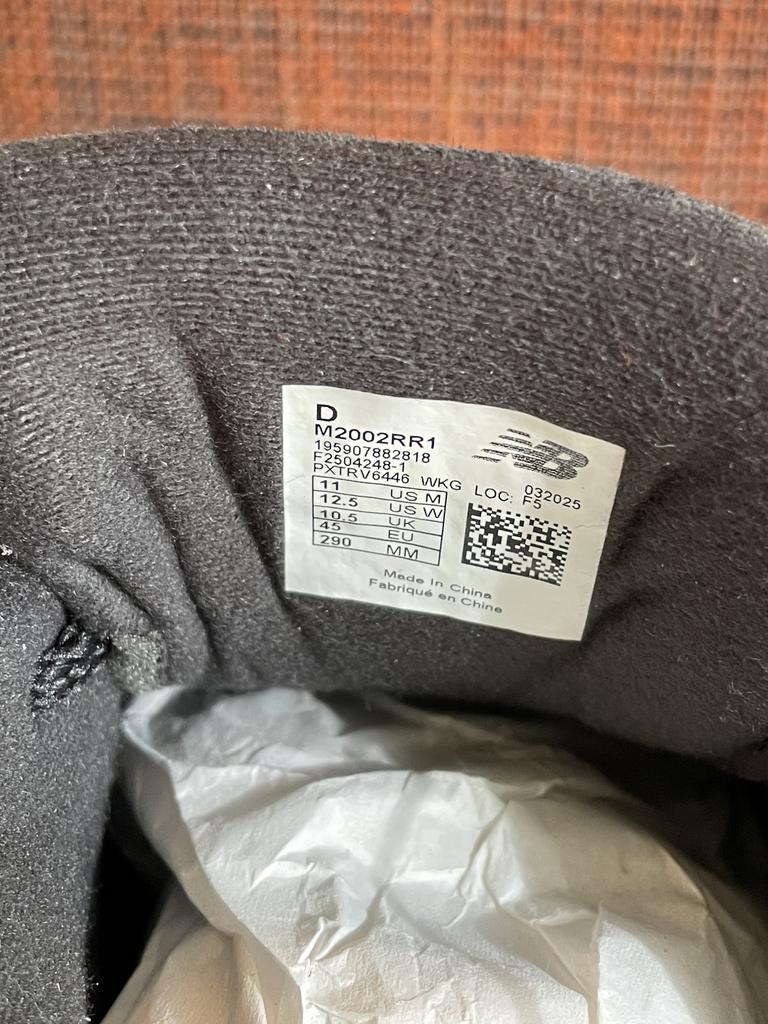 D
M2002RR1
195907882818
F2504248-1
PXTRV6446 WKG
NB
032025
LOC: F5
11 US M
12.5 US W
10.5 UK
45 EU
290 MM
Made In China
Fabriqué en Chine